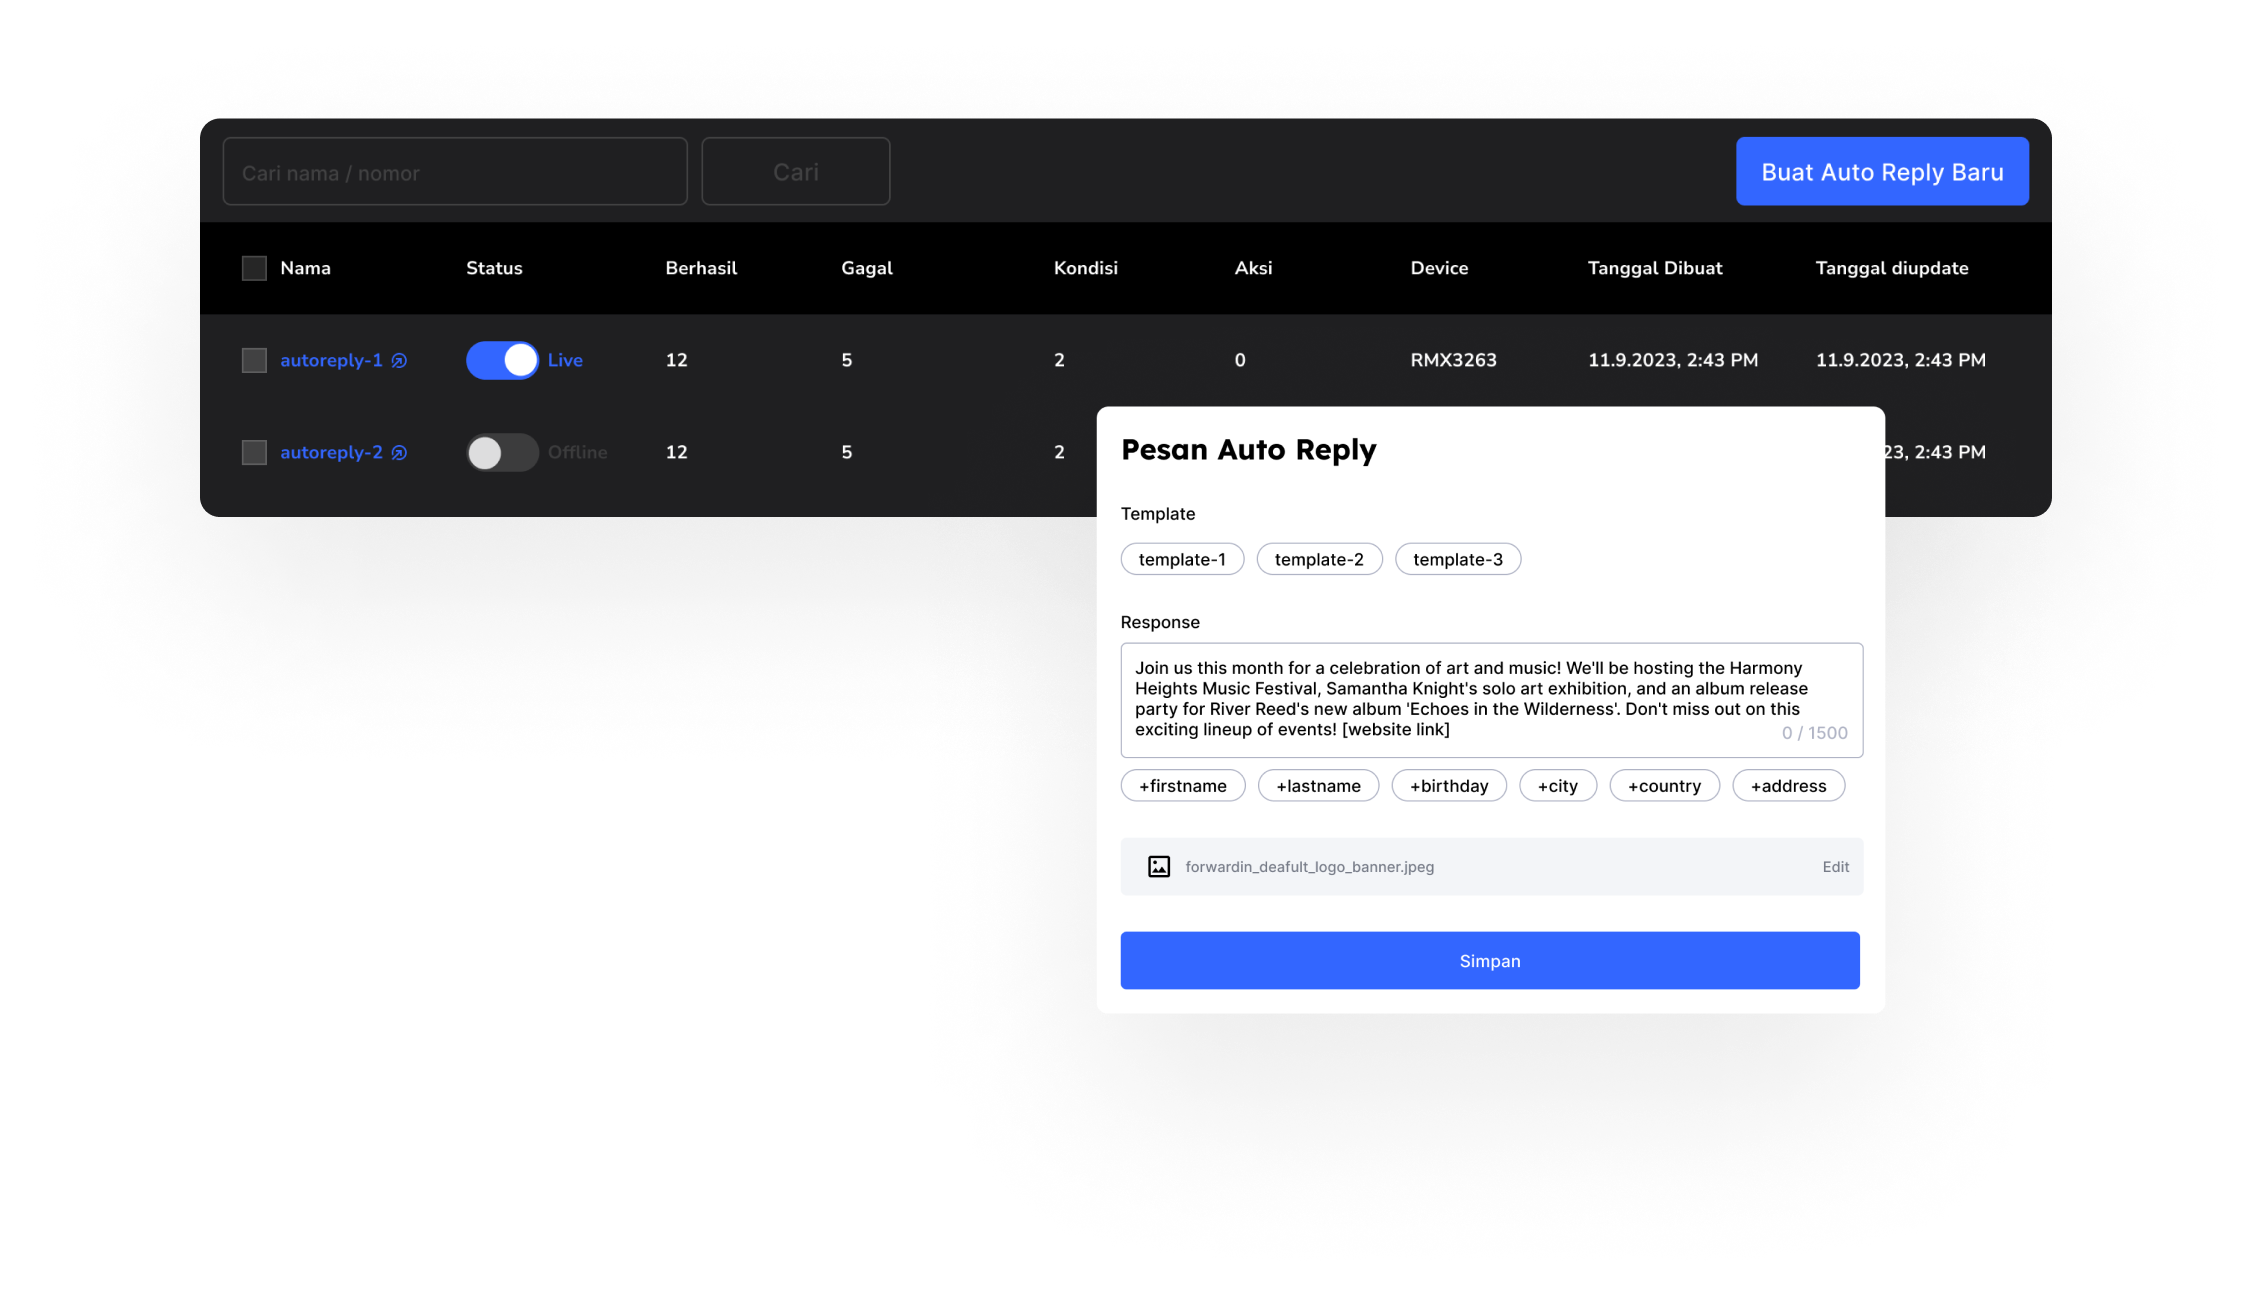 Cari nama / nomor
Cari
Buat Auto Reply Baru
Nama Status Berhasil Gagal Kondisi Aksi Device Tanggal Dibuat Tanggal diupdate
autoreply-1 Live 12 5 2 0 RMX3263 11.9.2023, 2:43 PM 11.9.2023, 2:43 PM
autoreply-2 Offline 12 5 2 23, 2:43 PM
Pesan Auto Reply
Template
template-1 template-2 template-3
Response
Join us this month for a celebration of art and music! We'll be hosting the Harmony
Heights Music Festival, Samantha Knight's solo art exhibition, and an album release
party for River Reed's new album 'Echoes in the Wilderness'. Don't miss out on this
exciting lineup of events! [website link]
0 / 1500
+firstname +lastname +birthday +city +country +address
forwardin_deafult_logo_banner.jpeg Edit
Simpan